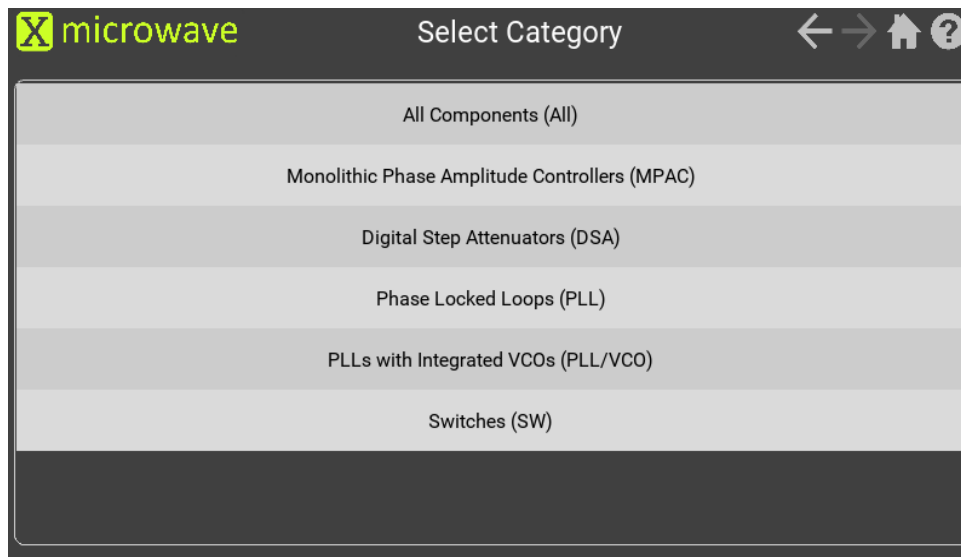 X microwave Select Category ?
All Components (All)
Monolithic Phase Amplitude Controllers (MPAC)
Digital Step Attenuators (DSA)
Phase Locked Loops (PLL)
PLLs with Integrated VCOs (PLL/VCO)
Switches (SW)